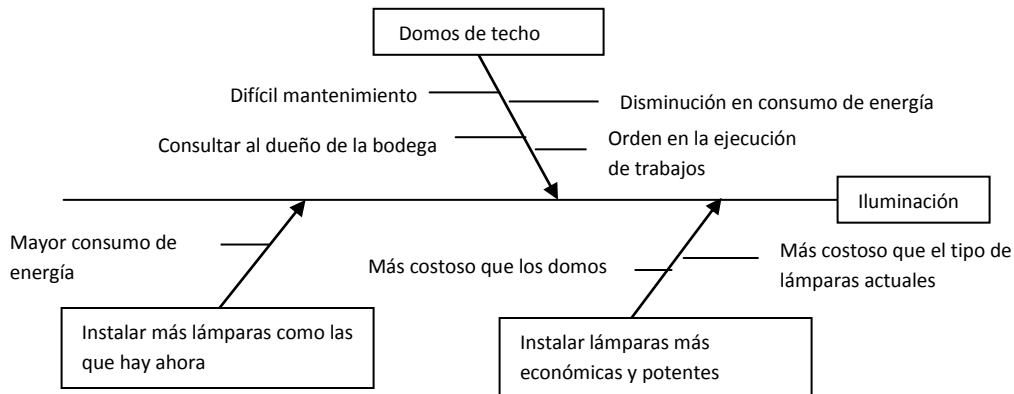 Domos de techo
Difícil mantenimiento
Disminución en consumo de energía
Consultar al dueño de la bodega
Orden en la ejecución
de trabajos
Iluminación
Mayor consumo de
energía
Más costoso que los domos
Más costoso que el tipo de
lámparas actuales
Instalar más lámparas como las
que hay ahora
Instalar lámparas más
económicas y potentes